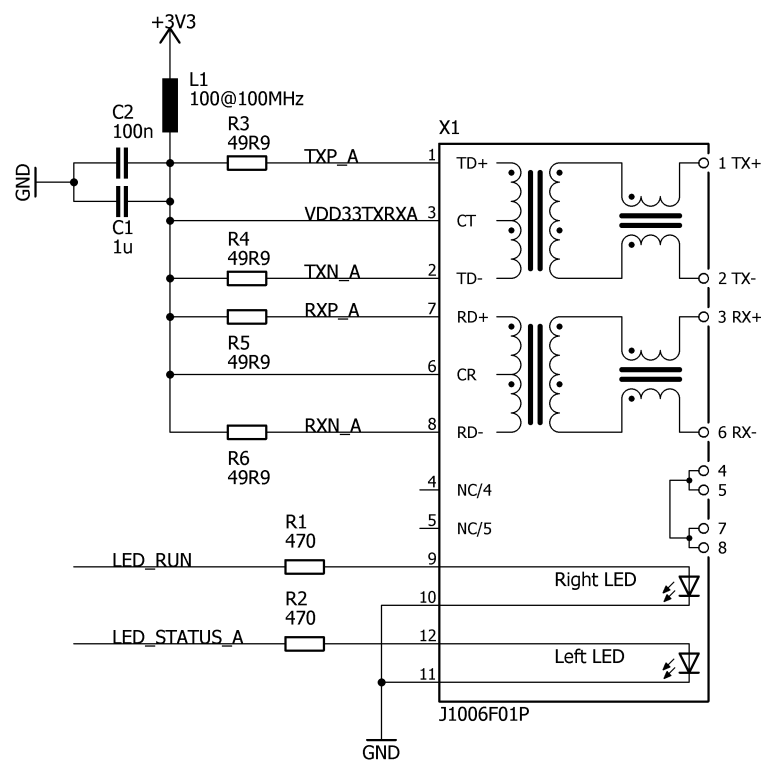 +3V3
L1
100@100MHz
C2
100n
GND
C1
1u
R3
49R9
TXP_A
VDD33TXRXA
R4
49R9
TXN_A
RXP_A
R5
49R9
RXN_A
R6
49R9
X1
1 TD+
3 CT
2 TD-
7 RD+
6 CR
8 RD-
4 NC/4
5 NC/5
9
10
12
11
1 TX+
2 TX-
3 RX+
6 RX-
4
5
7
8
R1
470
LED_RUN
Right LED
R2
470
LED_STATUS_A
Left LED
J1006F01P
GND